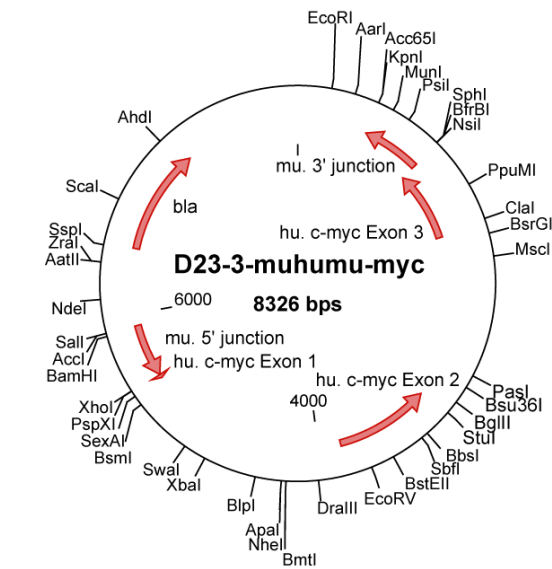 EcoRI
AarI
Acc65I
KpnI
MunI
PsiI
SphI
BfrBI
NsiI
PpuMI
ClaI
BsrGI
MscI
PasI
Bsu36I
BglII
StuI
BbsI
SbfI
BstEII
EcoRV
DraIII
BmtI
NheI
ApaI
BlpI
XbaI
SwaI
BsmI
SexAI
PspXI
XhoI
BamHI
AccI
SalI
NdeI
AatII
ZraI
SspI
ScaI
AhdI
I
mu. 3' junction
bla
hu. c-myc Exon 3
D23-3-muhumu-myc
6000
8326 bps
mu. 5' junction
hu. c-myc Exon 1
hu. c-myc Exon 2
4000